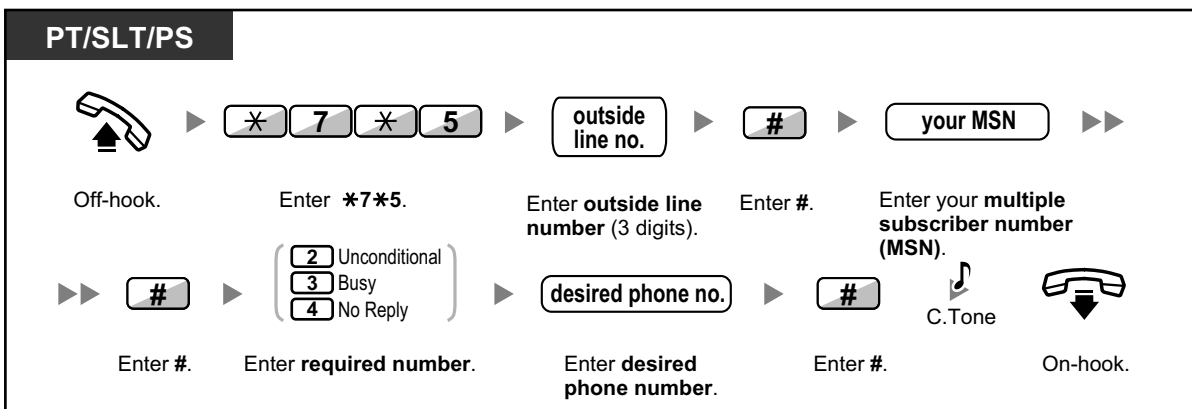 PT/SLT/PS
✳ 7 ✳ 5
outside
line no.
#
your MSN
Off-hook.
Enter ✳7✳5.
Enter outside line
number (3 digits).
Enter #.
Enter your multiple
subscriber number
(MSN).
#
2 Unconditional
3 Busy
4 No Reply
desired phone no.
#
C.Tone
Enter #.
Enter required number.
Enter desired
phone number.
Enter #.
On-hook.